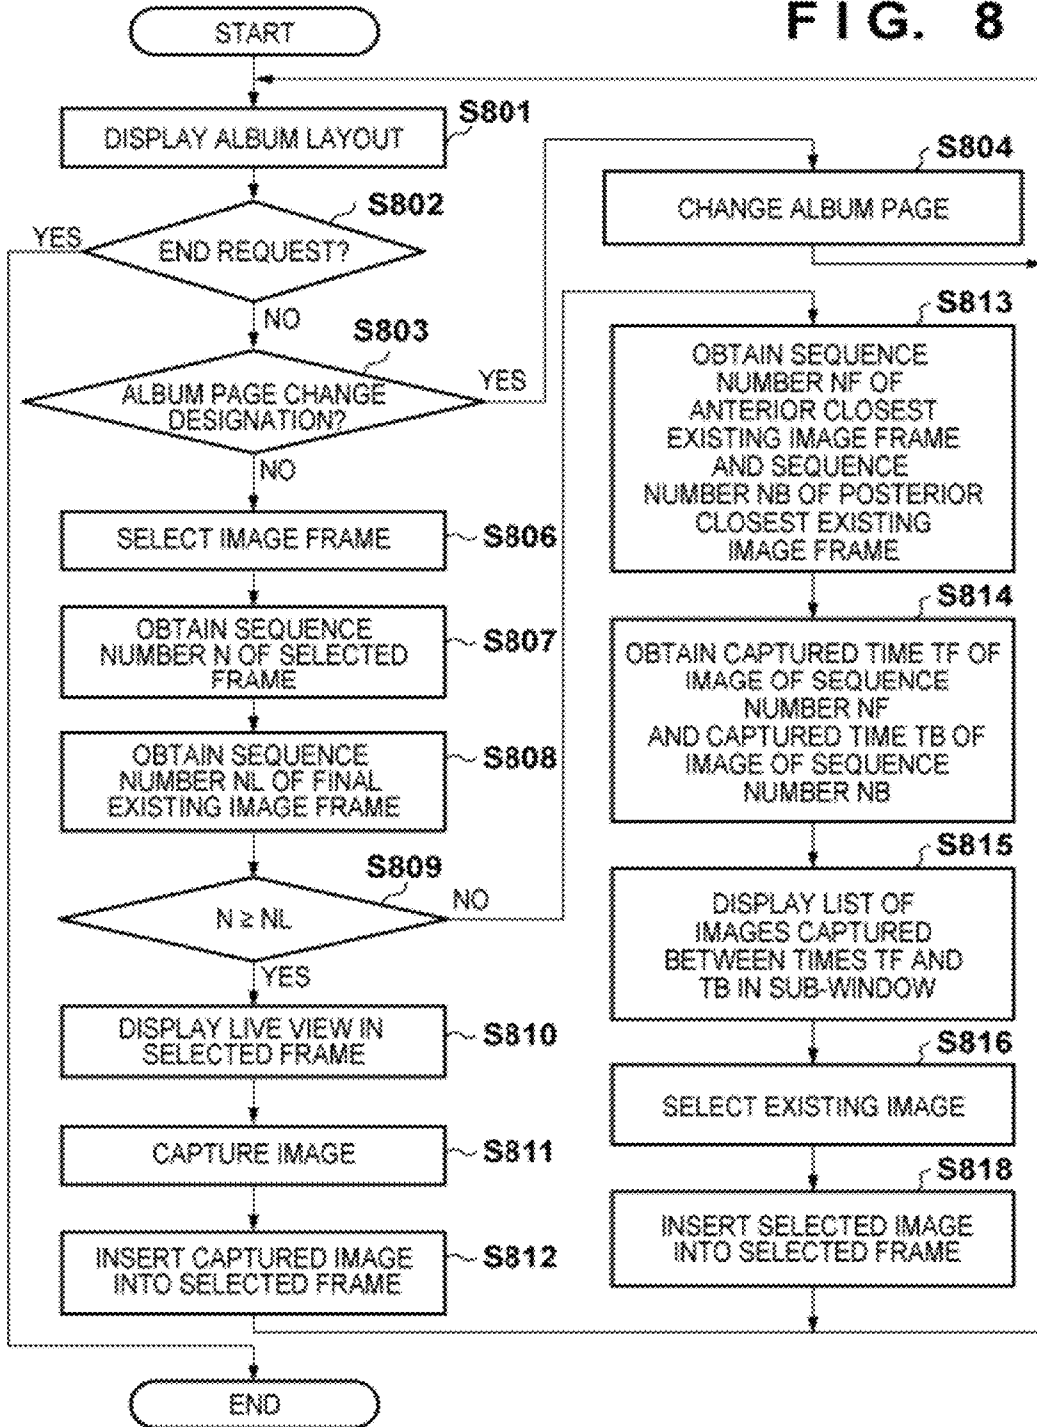 FIG. 8
START
DISPLAY ALBUM LAYOUT
S801
END REQUEST?
S802
YES
NO
ALBUM PAGE CHANGE
DESIGNATION?
S803
YES
NO
CHANGE ALBUM PAGE
S804
SELECT IMAGE FRAME
S806
OBTAIN SEQUENCE
NUMBER N OF SELECTED
FRAME
S807
OBTAIN SEQUENCE
NUMBER NL OF FINAL
EXISTING IMAGE FRAME
S808
N ≥ NL
S809
NO
YES
DISPLAY LIVE VIEW IN
SELECTED FRAME
S810
CAPTURE IMAGE
S811
INSERT CAPTURED IMAGE
INTO SELECTED FRAME
S812
S813
OBTAIN SEQUENCE
NUMBER NF OF
ANTERIOR CLOSEST
EXISTING IMAGE FRAME
AND SEQUENCE
NUMBER NB OF POSTERIOR
CLOSEST EXISTING
IMAGE FRAME
S814
OBTAIN CAPTURED TIME TF OF
IMAGE OF SEQUENCE
NUMBER NF
AND CAPTURED TIME TB OF
IMAGE OF SEQUENCE
NUMBER NB
S815
DISPLAY LIST OF
IMAGES CAPTURED
BETWEEN TIMES TF AND
TB IN SUB-WINDOW
S816
SELECT EXISTING IMAGE
S818
INSERT SELECTED IMAGE
INTO SELECTED FRAME
END